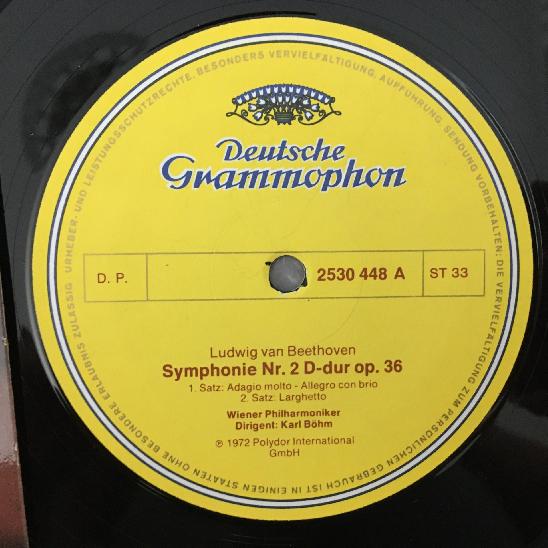 URHEBER- UND LEISTUNGSSCHUTZRECHTE, BESONDERS VERVIELFÄLTIGUNG, AUFFÜHRUNG, SENDUNG VORBEHALTEN; DIE VERVIELFÄLTIGUNG ZUM PERSÖNLICHEN GEBRAUCH IST IN EINIGEN STAATEN OHNE BESONDERE ERLAUBNIS ZULÄSSIG
Deutsche
Grammophon
D. P.
2530 448 A
ST 33
Ludwig van Beethoven
Symphonie Nr. 2 D-dur op. 36
1. Satz: Adagio molto - Allegro con brio
2. Satz: Larghetto
Wiener Philharmoniker
Dirigent: Karl Böhm
℗ 1972 Polydor International
GmbH